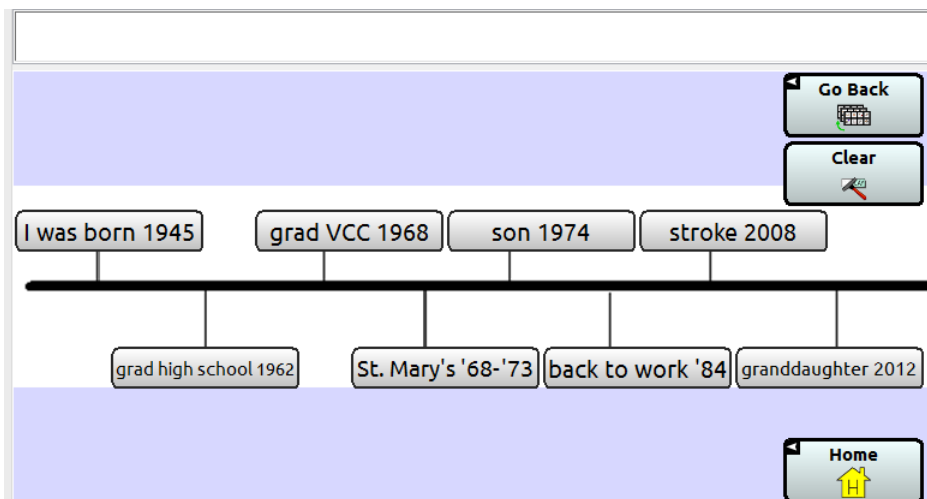 Go Back
Clear
I was born 1945
grad VCC 1968
son 1974
stroke 2008
grad high school 1962
St. Mary's '68-'73
back to work '84
granddaughter 2012
Home
H